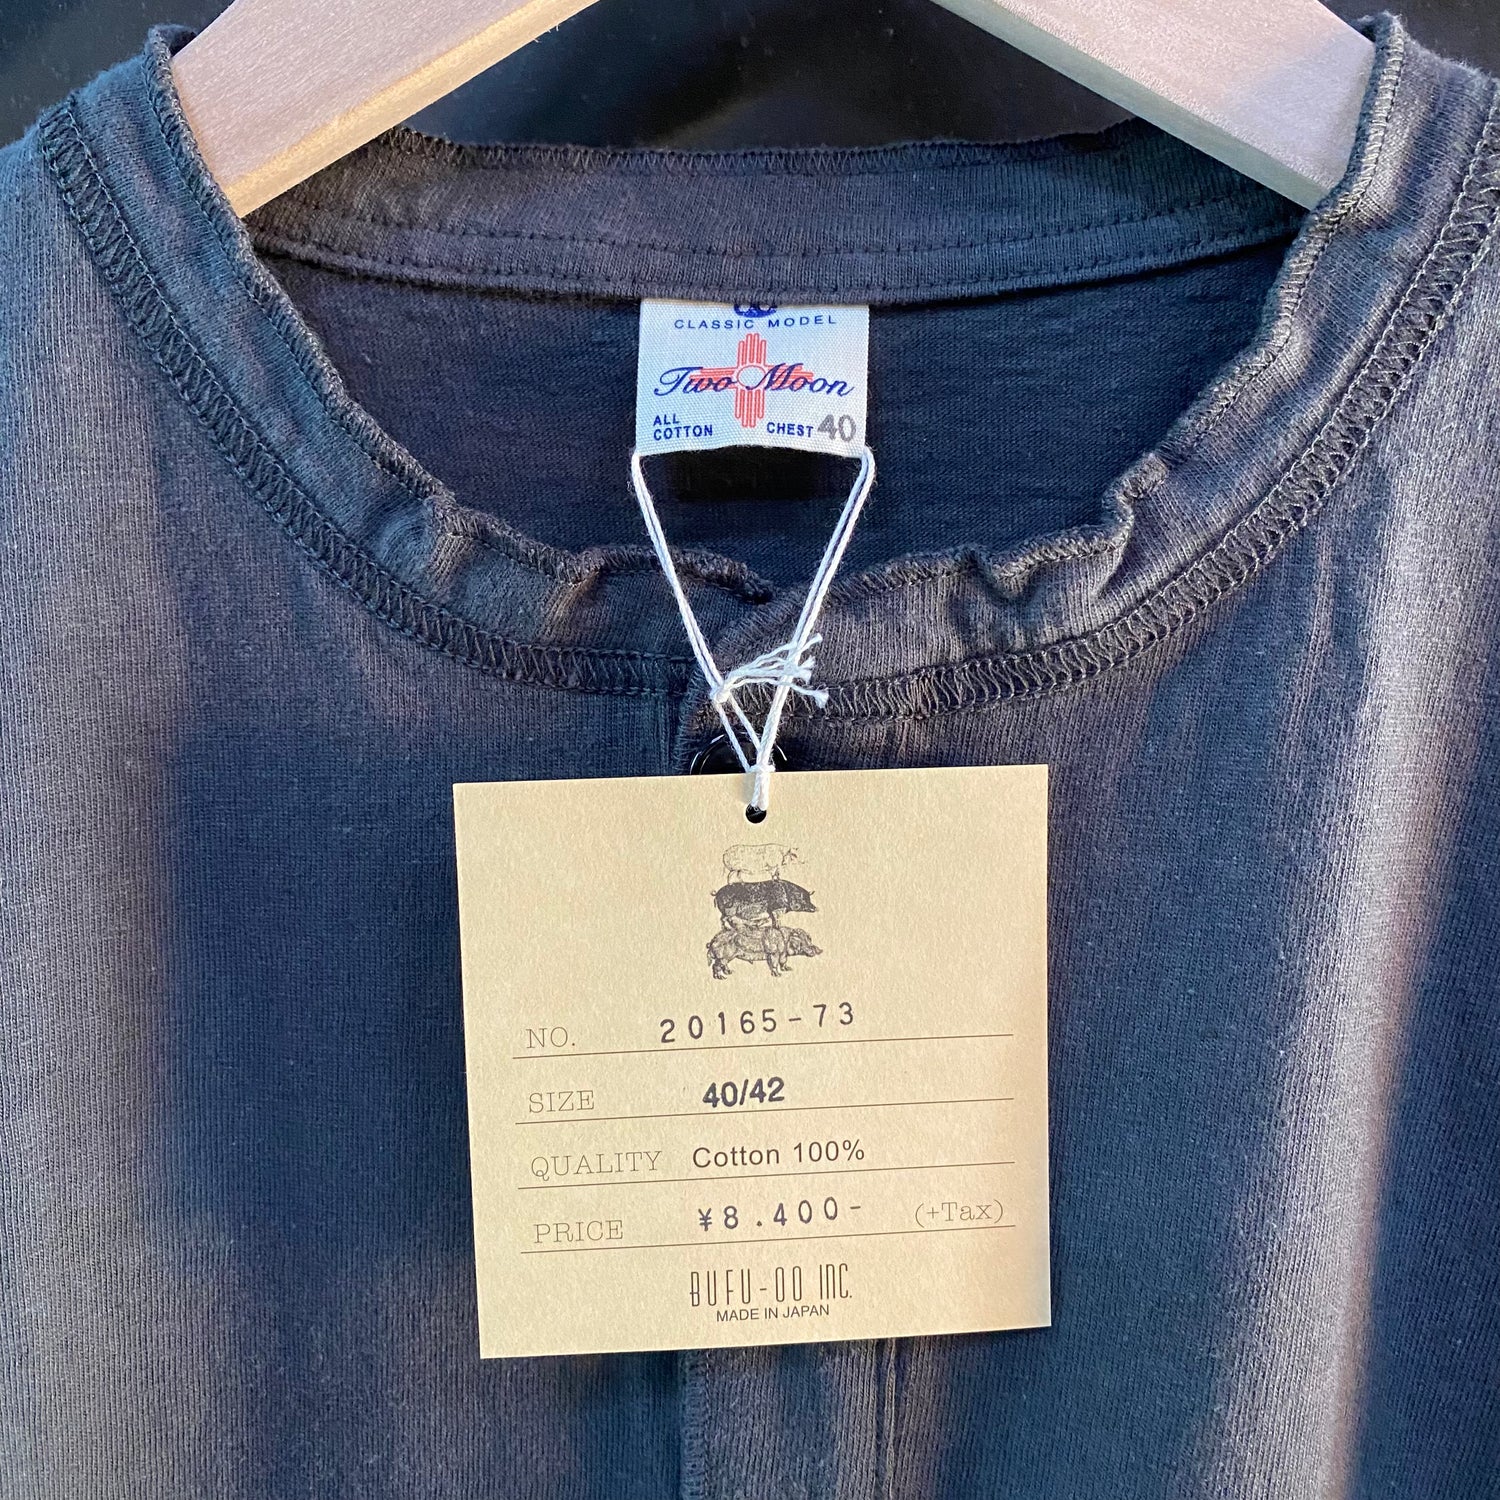 CLASSIC MODEL
Two Moon
ALL
COTTON
CHEST 40
NO. 20165-73
SIZE 40/42
QUALITY Cotton 100%
PRICE ¥8.400- (+Tax)
BUFU-OO INC.
MADE IN JAPAN